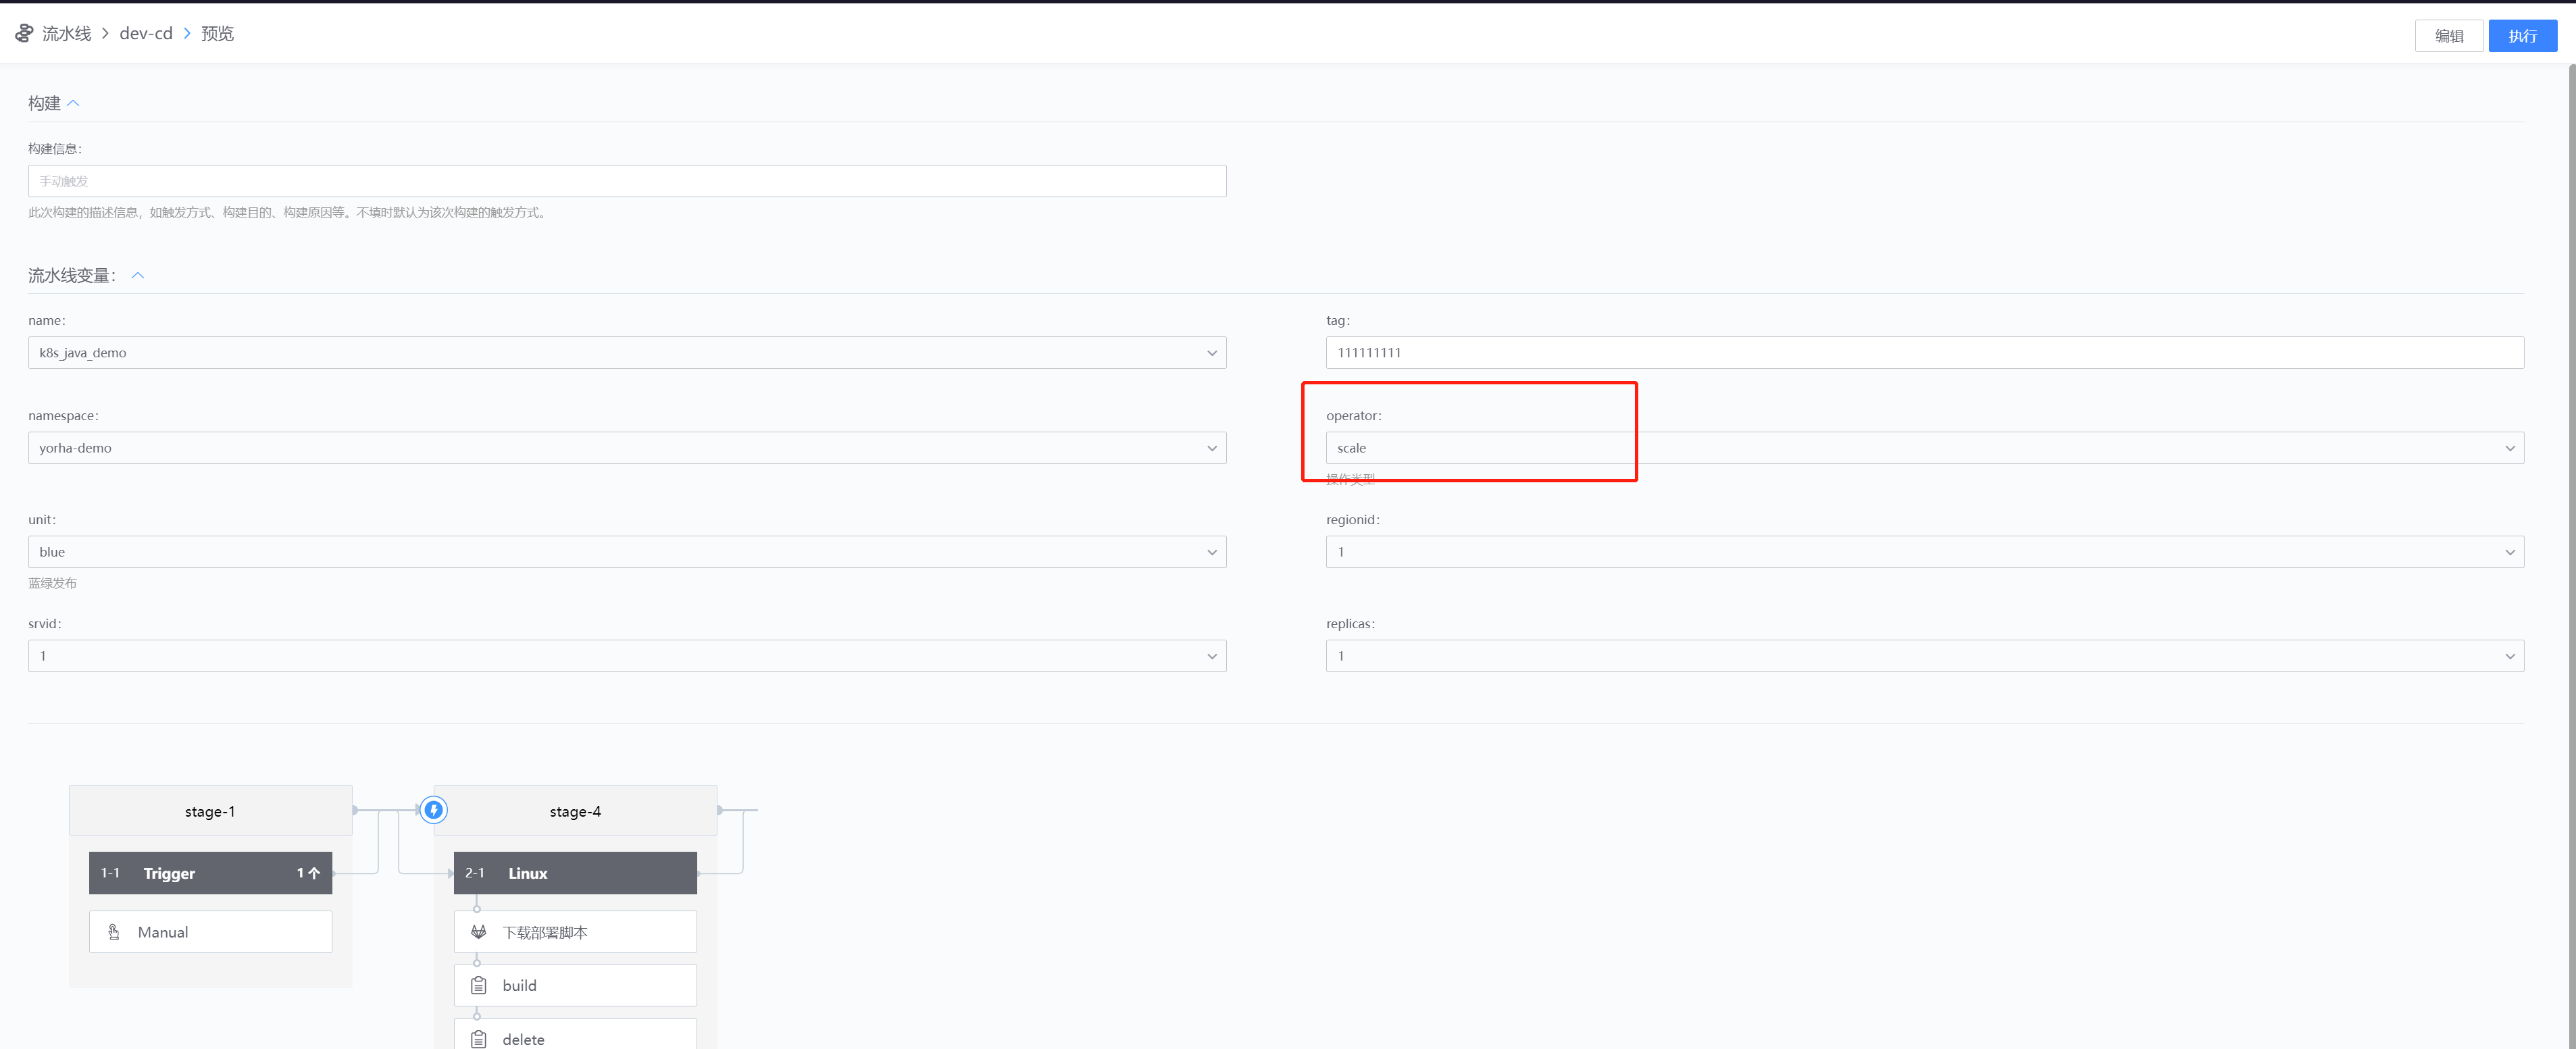 流水线 > dev-cd > 预览
编辑 执行
构建
构建信息：
手动触发
此次构建的描述信息，如触发方式、构建目的、构建原因等。不填时默认为该次构建的触发方式。
流水线变量：
name：
k8s_java_demo
tag：
111111111
namespace：
yorha-demo
operator：
scale
操作类型
unit：
blue
蓝绿发布
regionid：
1
srvid：
1
replicas：
1
stage-1
1-1 Trigger 1个
Manual
stage-4
2-1 Linux
下载部署脚本
build
delete